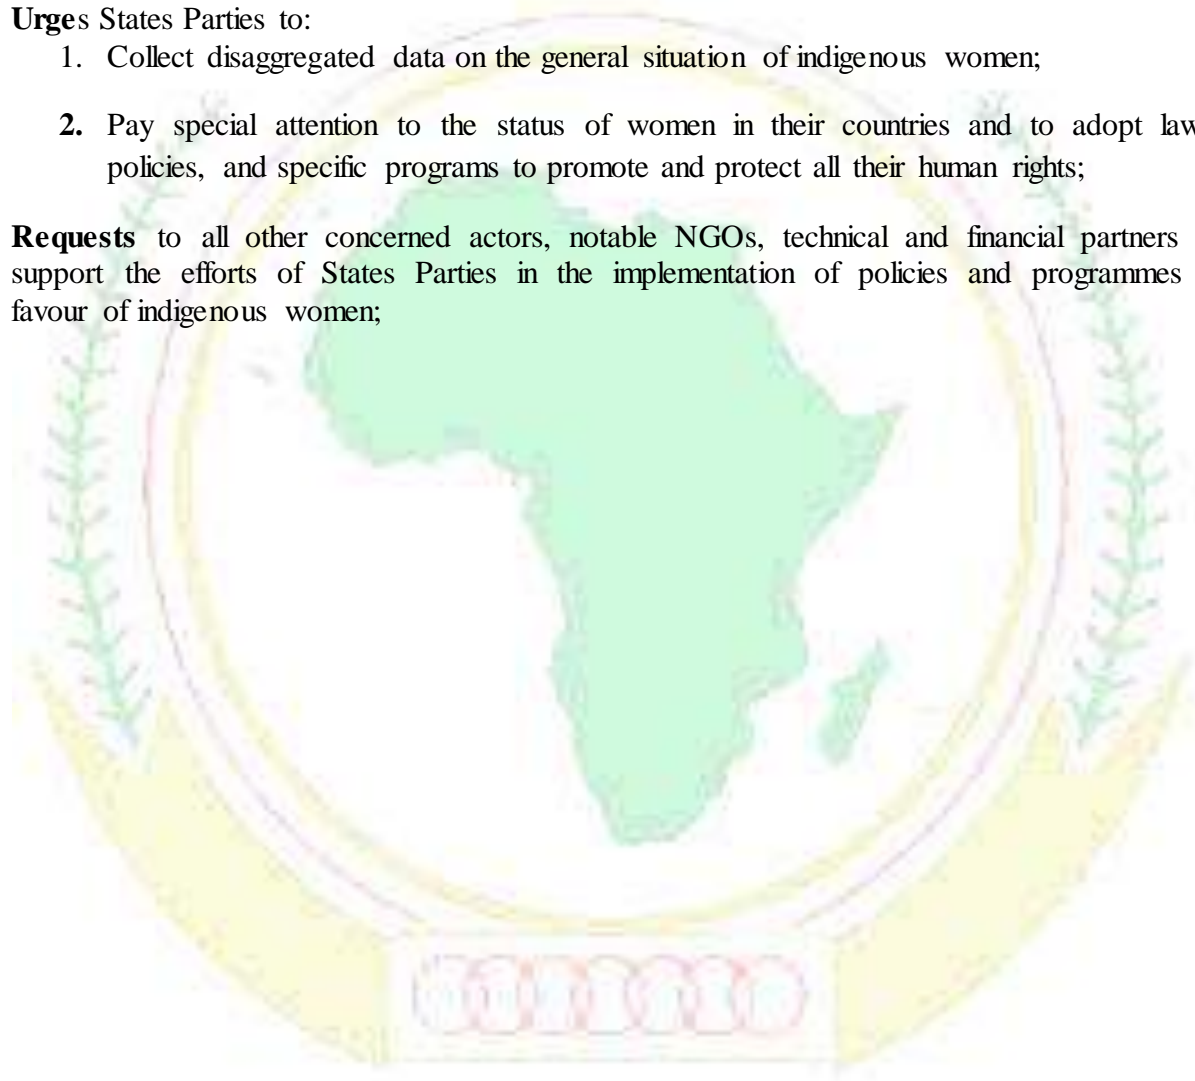 Urges States Parties to:
1. Collect disaggregated data on the general situation of indigenous women;
2. Pay special attention to the status of women in their countries and to adopt law
policies, and specific programs to promote and protect all their human rights;
Requests to all other concerned actors, notable NGOs, technical and financial partners
support the efforts of States Parties in the implementation of policies and programmes
favour of indigenous women;